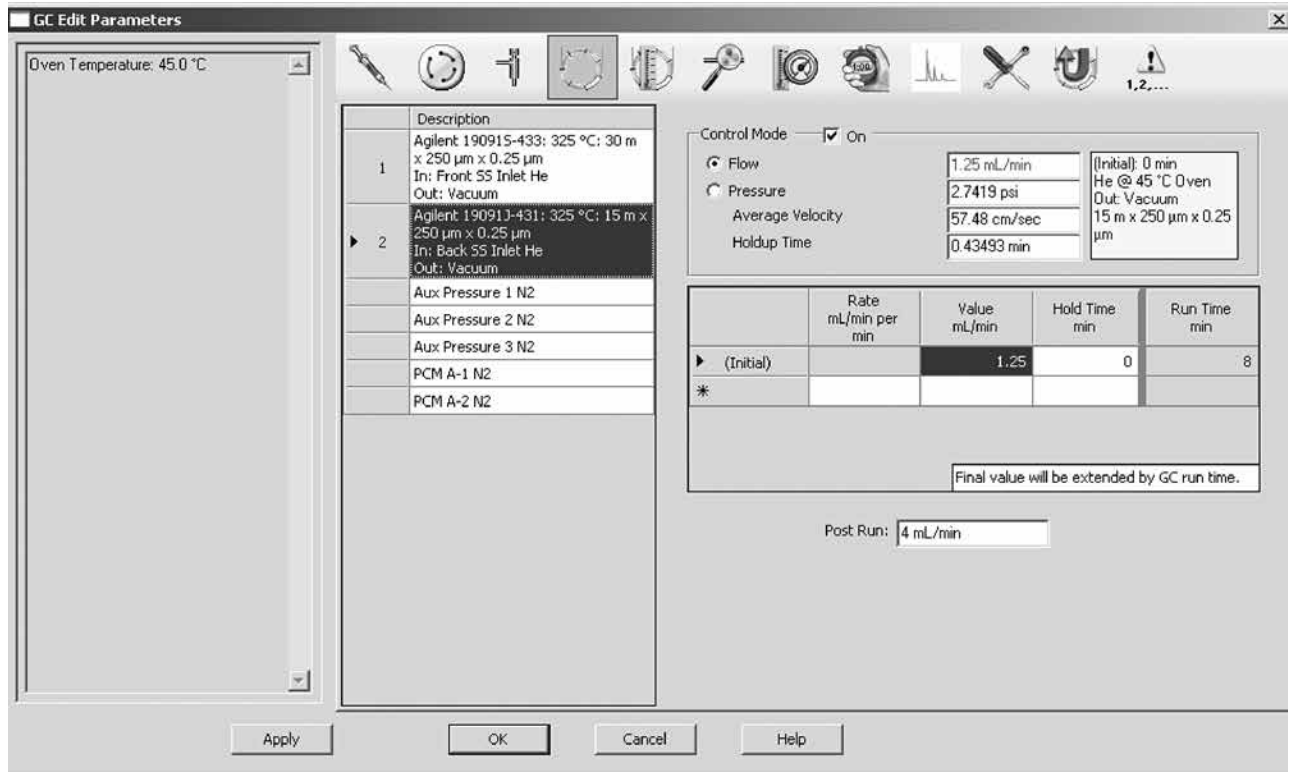 GC Edit Parameters
Oven Temperature: 45.0 °C
1:00
1,2,...
Description
1
Agilent 19091S-433: 325 °C: 30 m
x 250 µm x 0.25 µm
In: Front SS Inlet He
Out: Vacuum
2
Agilent 19091J-431: 325 °C: 15 m x
250 µm x 0.25 µm
In: Back SS Inlet He
Out: Vacuum
Aux Pressure 1 N2
Aux Pressure 2 N2
Aux Pressure 3 N2
PCM A-1 N2
PCM A-2 N2
Control Mode On
Flow 1.25 mL/min
Pressure 2.7419 psi
Average Velocity 57.48 cm/sec
Holdup Time 0.43493 min
(Initial): 0 min
He @ 45 °C Oven
Out: Vacuum
15 m x 250 µm x 0.25
µm
Rate
mL/min per
min
Value
mL/min
Hold Time
min
Run Time
min
(Initial) 1.25 0 8
*
Final value will be extended by GC run time.
Post Run: 4 mL/min
Apply OK Cancel Help